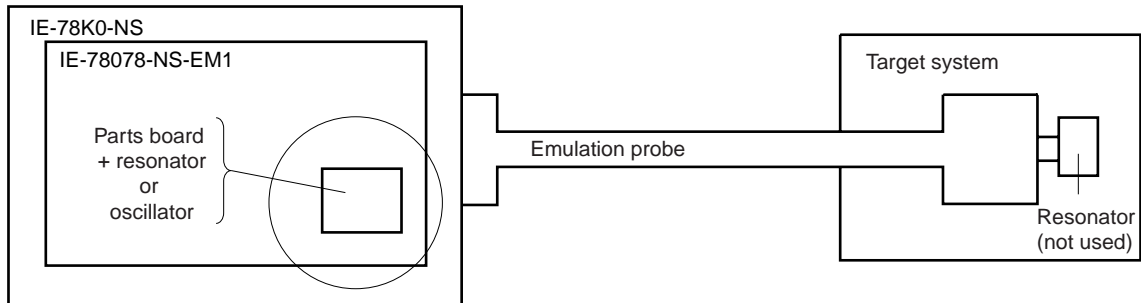 IE-78K0-NS
IE-78078-NS-EM1
Parts board
+ resonator
or
oscillator
Emulation probe
Target system
Resonator
(not used)